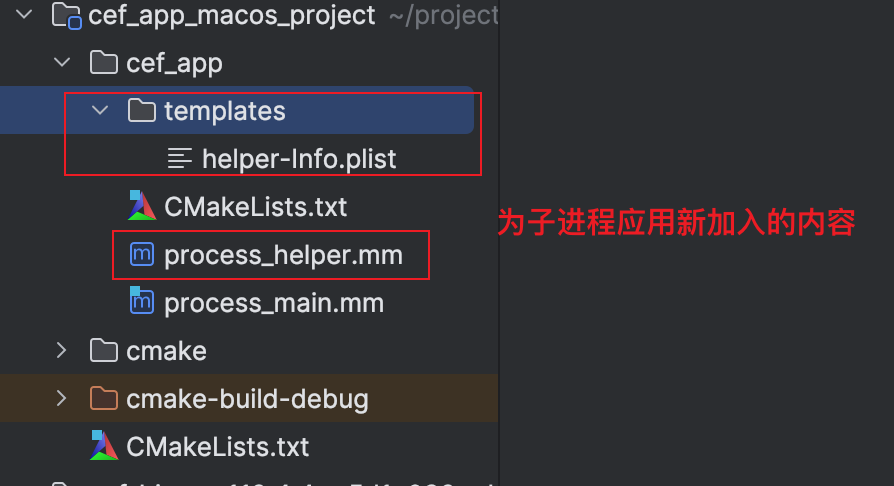 cef_app_macos_project ~/project
cef_app
templates
helper-Info.plist
CMakeLists.txt
为子进程应用新加入的内容
process_helper.mm
process_main.mm
cmake
cmake-build-debug
CMakeLists.txt